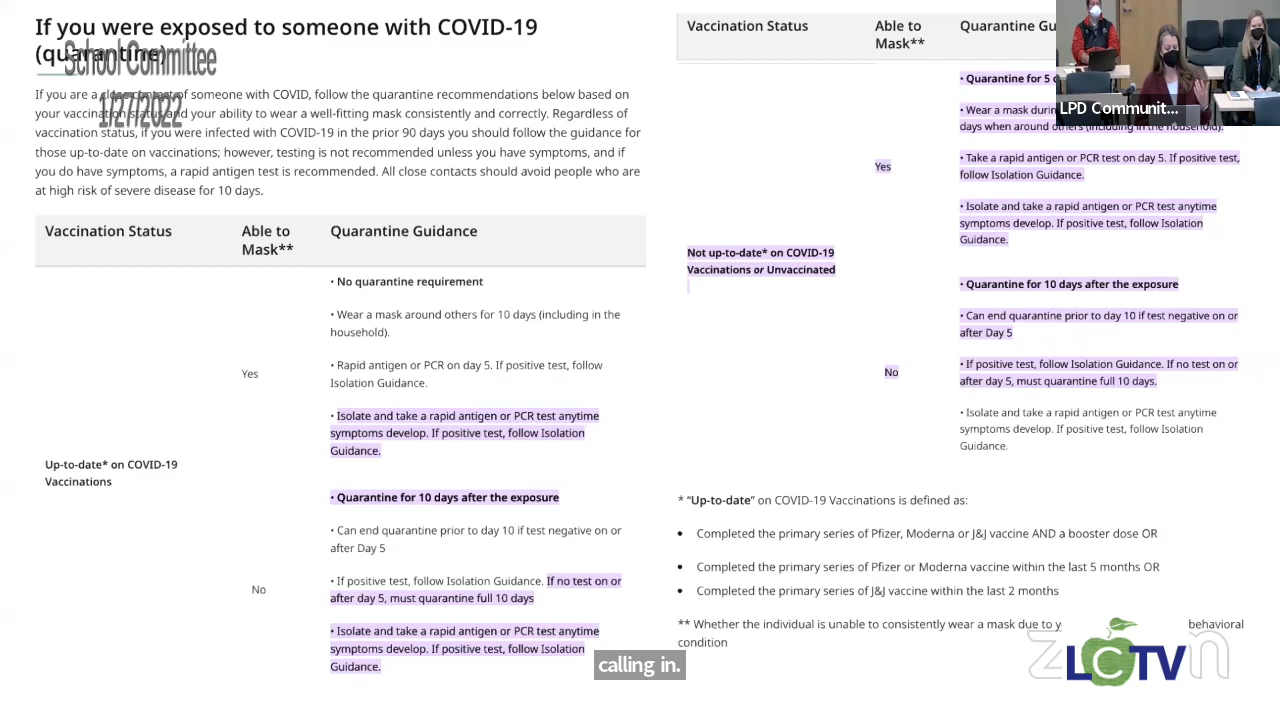 If you were exposed to someone with COVID-19
(quarantine)
School Committee
1/27/2022
If you are a close contact of someone with COVID, follow the quarantine recommendations below based on
your vaccination status and your ability to wear a well-fitting mask consistently and correctly. Regardless of
vaccination status, if you were infected with COVID-19 in the prior 90 days you should follow the guidance for
those up-to-date on vaccinations; however, testing is not recommended unless you have symptoms, and if
you do have symptoms, a rapid antigen test is recommended. All close contacts should avoid people who are
at high risk of severe disease for 10 days.
Vaccination Status
Able to
Mask**
Quarantine Guidance
Up-to-date* on COVID-19
Vaccinations
Yes
• No quarantine requirement
• Wear a mask around others for 10 days (including in the
household).
• Rapid antigen or PCR on day 5. If positive test, follow
Isolation Guidance.
• Isolate and take a rapid antigen or PCR test anytime
symptoms develop. If positive test, follow Isolation
Guidance.
No
• Quarantine for 10 days after the exposure
• Can end quarantine prior to day 10 if test negative on or
after Day 5
• If positive test, follow Isolation Guidance. If no test on or
after day 5, must quarantine full 10 days
• Isolate and take a rapid antigen or PCR test anytime
symptoms develop. If positive test, follow Isolation
Guidance.
Vaccination Status
Able to
Mask**
Quarantine
Not up-to-date* on COVID-19
Vaccinations or Unvaccinated
Yes
• Quarantine for 5
• Wear a mask
days when around others (including in the household).
• Take a rapid antigen or PCR test on day 5. If positive test,
follow Isolation Guidance.
• Isolate and take a rapid antigen or PCR test anytime
symptoms develop. If positive test, follow Isolation
Guidance.
No
• Quarantine for 10 days after the exposure
• Can end quarantine prior to day 10 if test negative on or
after Day 5
• If positive test, follow Isolation Guidance. If no test on or
after day 5, must quarantine full 10 days.
• Isolate and take a rapid antigen or PCR test anytime
symptoms develop. If positive test, follow Isolation
Guidance.
* “Up-to-date” on COVID-19 Vaccinations is defined as:
• Completed the primary series of Pfizer, Moderna or J&J vaccine AND a booster dose OR
• Completed the primary series of Pfizer or Moderna vaccine within the last 5 months OR
• Completed the primary series of J&J vaccine within the last 2 months
** Whether the individual is unable to consistently wear a mask due to behavioral
condition
LPD Communit...
calling in.
LCTV